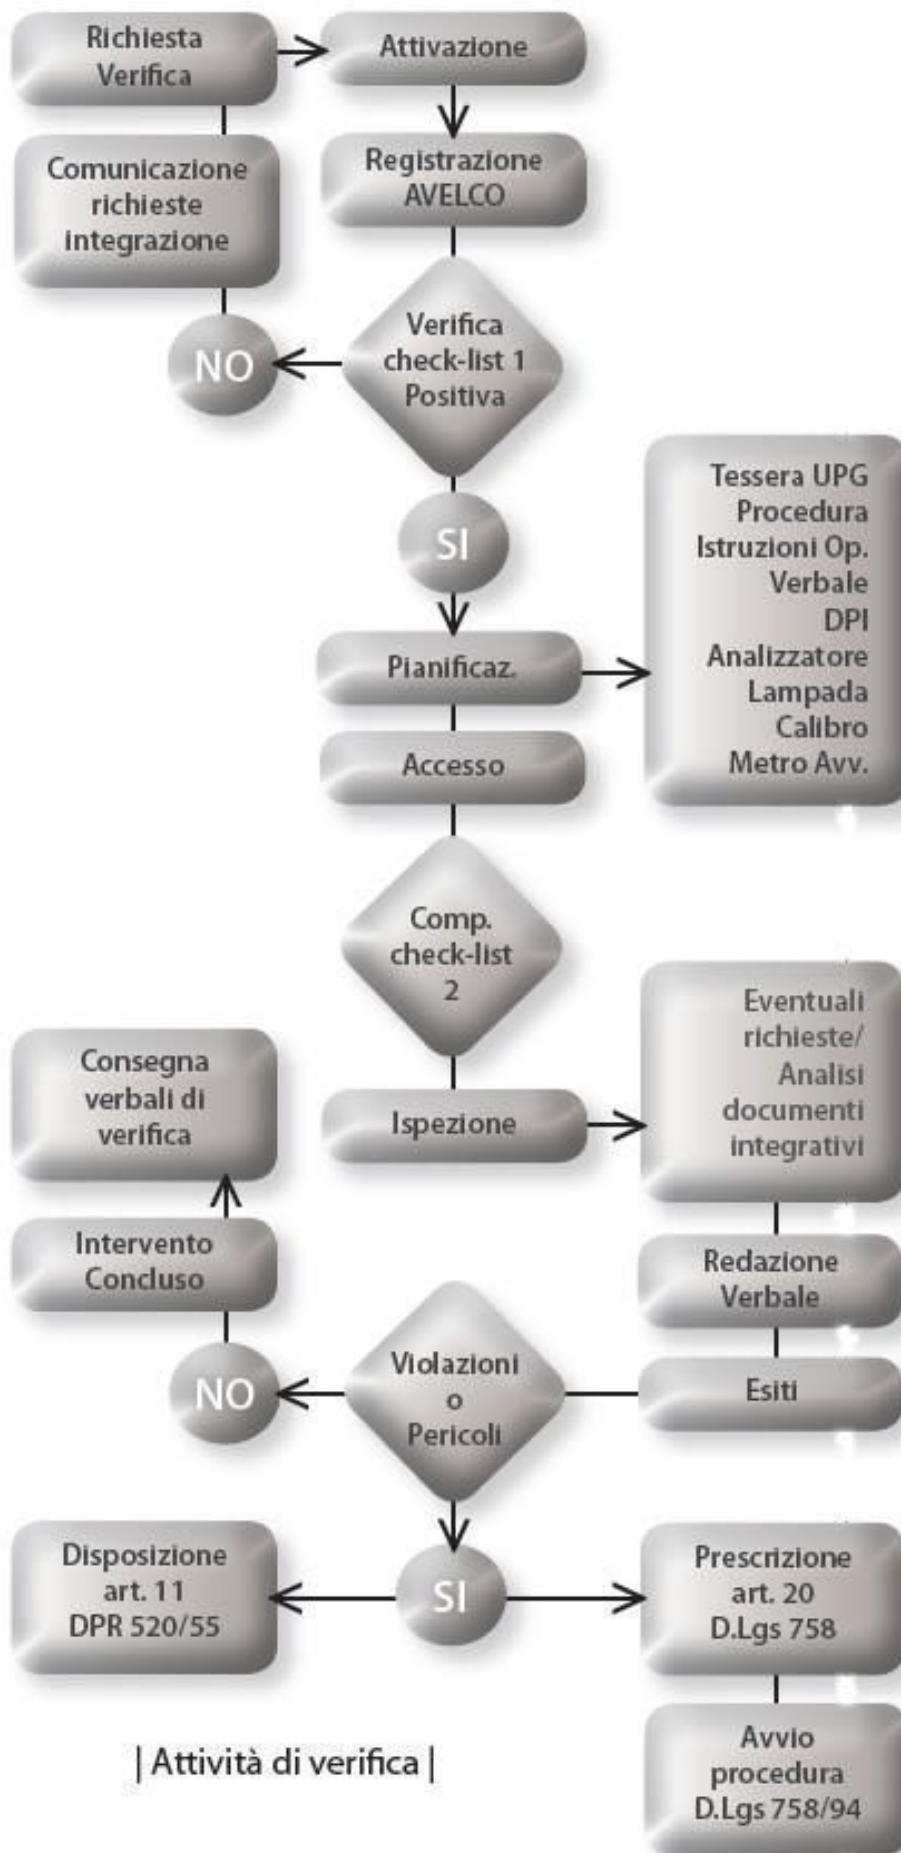 Richiesta
Verifica
Attivazione
Comunicazione
richieste
integrazione
Registrazione
AVELCO
Verifica
check-list 1
Positiva
NO
SI
Tessera UPG
Procedura
Istruzioni Op.
Verbale
DPI
Analizzatore
Lampada
Calibro
Metro Avv.
Pianificaz.
Accesso
Comp.
check-list
2
Ispezione
Eventuali
richieste/
Analisi
documenti
integrativi
Consegna
verbali di
verifica
Intervento
Concluso
Redazione
Verbale
Esiti
Violazioni
o
Pericoli
NO
SI
Disposizione
art. 11
DPR 520/55
Prescrizione
art. 20
D.Lgs 758
Avvio
procedura
D.Lgs 758/94
| Attività di verifica |